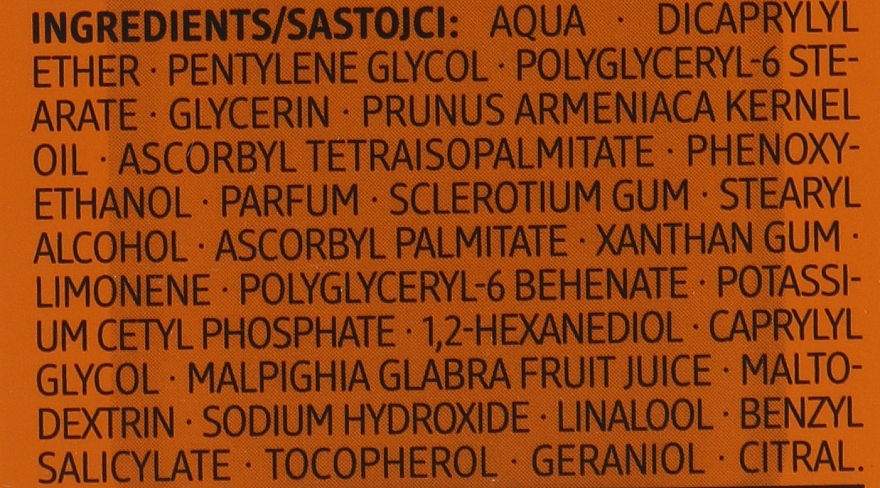 INGREDIENTS/SASTOJCI: AQUA · DICAPRYLYL
ETHER · PENTYLENE GLYCOL · POLYGLYCERYL-6 STE-
ARATE · GLYCERIN · PRUNUS ARMENIACA KERNEL
OIL · ASCORBYL TETRAISOPALMITATE · PHENOXY-
ETHANOL · PARFUM · SCLEROTIUM GUM · STEARYL
ALCOHOL · ASCORBYL PALMITATE · XANTHAN GUM ·
LIMONENE · POLYGLYCERYL-6 BEHENATE · POTASSI-
UM CETYL PHOSPHATE · 1,2-HEXANEDIOL · CAPRYLYL
GLYCOL · MALPIGHIA GLABRA FRUIT JUICE · MALTO-
DEXTRIN · SODIUM HYDROXIDE · LINALOOL · BENZYL
SALICYLATE · TOCOPHEROL · GERANIOL · CITRAL.